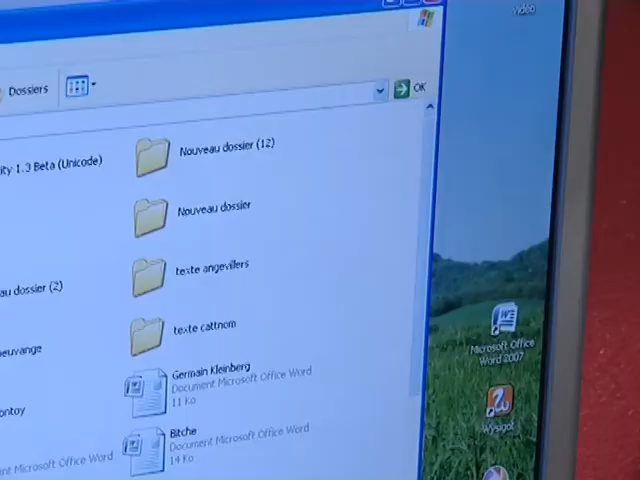 vidéo
Dossiers
OK
ity 1.3 Beta (Unicode)
Nouveau dossier (12)
Nouveau dossier
au dossier (2)
texte angevillers
texte cattnom
euvange
Germain Kleinberg
Document Microsoft Office Word
11 Ko
ontoy
Bitche
Document Microsoft Office Word
14 Ko
nt Microsoft Office Word
Microsoft Office
Word 2007
Wysigot